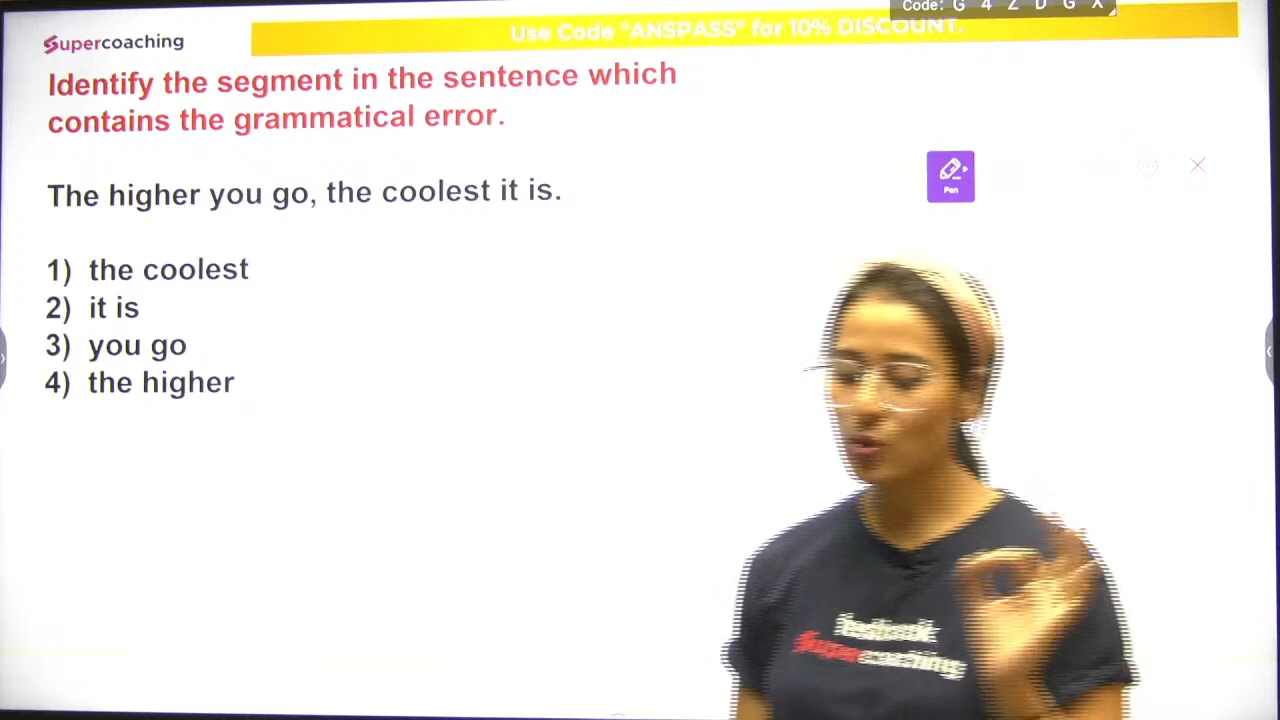 Code: G 4 Z D G X
Supercoaching
Use Code "ANSPASS" for 10% DISCOUNT.
Identify the segment in the sentence which
contains the grammatical error.
Pen
The higher you go, the coolest it is.
1) the coolest
2) it is
3) you go
4) the higher
testbook
Supercoaching